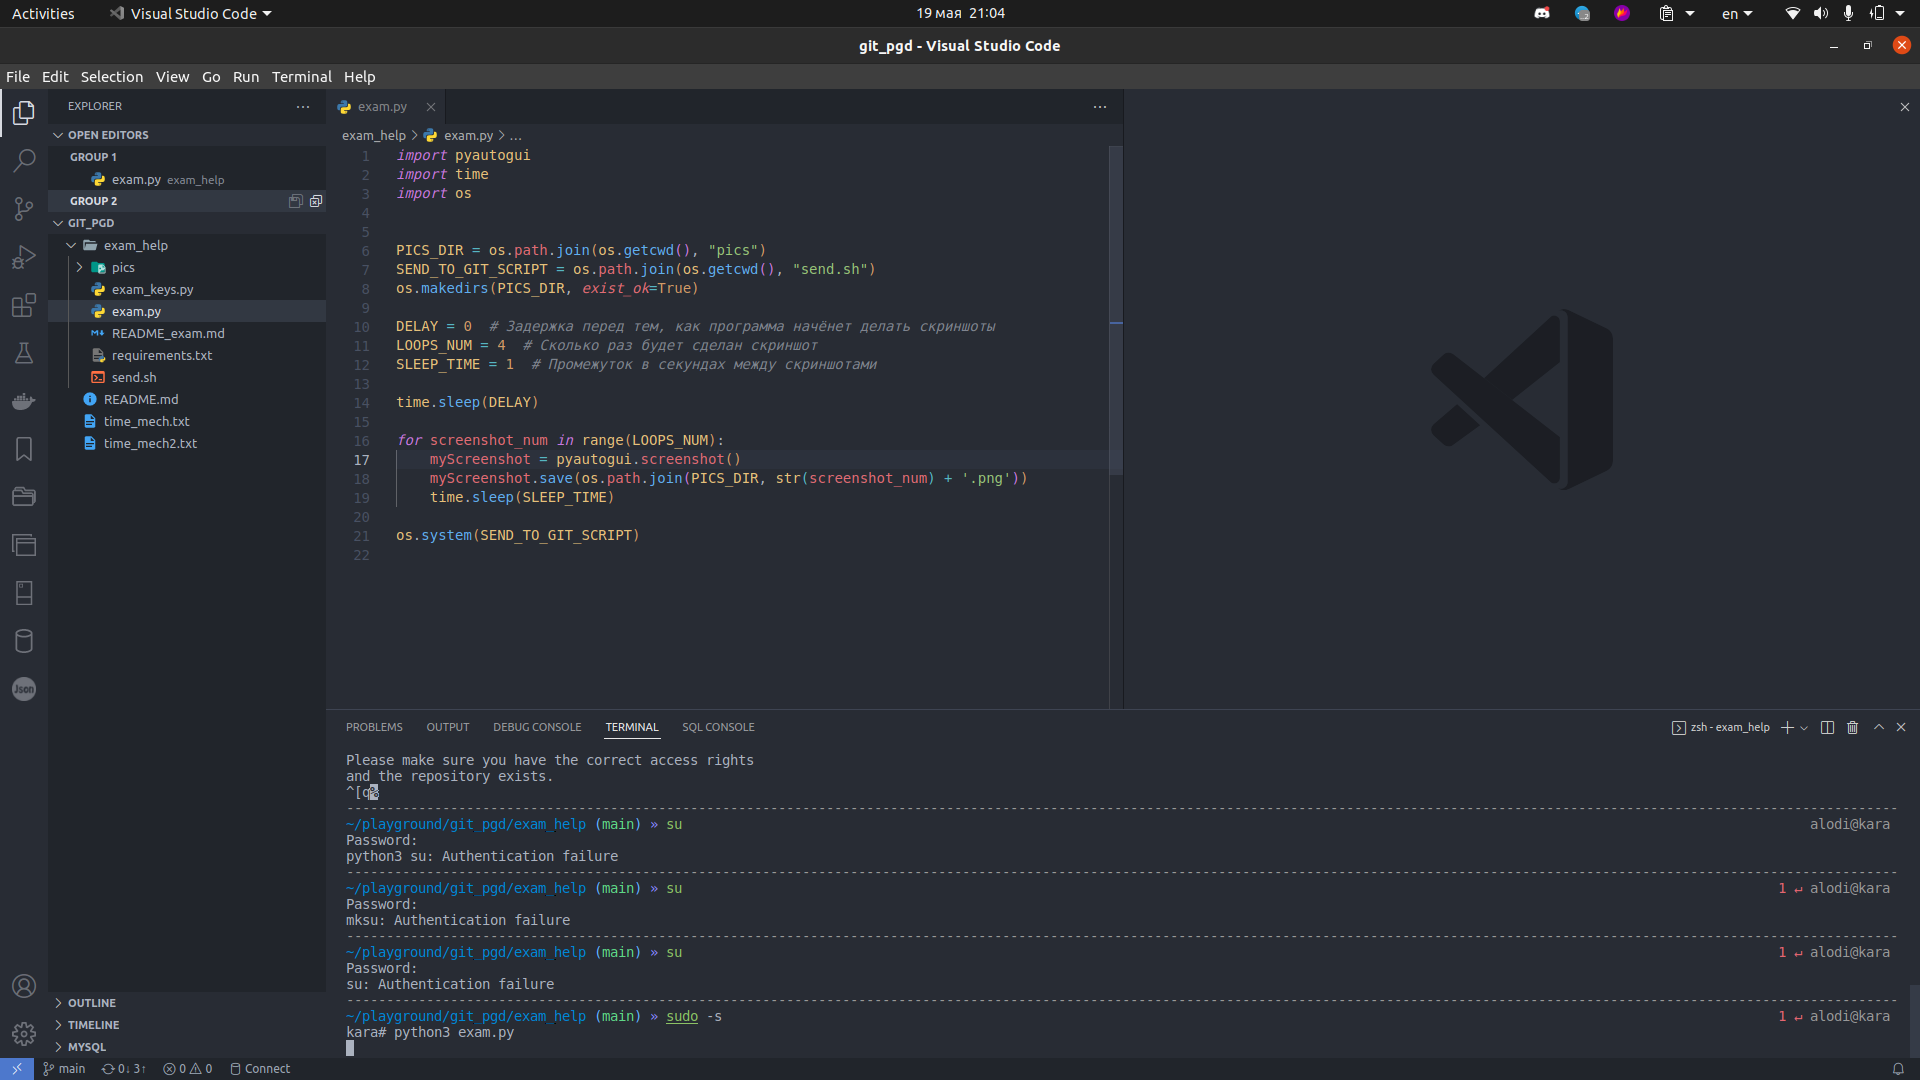 Activities
Visual Studio Code
19 мая 21:04
en
git_pgd - Visual Studio Code
File Edit Selection View Go Run Terminal Help
EXPLORER
OPEN EDITORS
GROUP 1
exam.py exam_help
GROUP 2
GIT_PGD
exam_help
pics
exam_keys.py
exam.py
README_exam.md
requirements.txt
send.sh
README.md
time_mech.txt
time_mech2.txt
OUTLINE
TIMELINE
MYSQL
Json
exam.py
exam_help > exam.py > ...
1 import pyautogui
2 import time
3 import os
4
5
6 PICS_DIR = os.path.join(os.getcwd(), "pics")
7 SEND_TO_GIT_SCRIPT = os.path.join(os.getcwd(), "send.sh")
8 os.makedirs(PICS_DIR, exist_ok=True)
9
10 DELAY = 0  # Задержка перед тем, как программа начёнет делать скриншоты
11 LOOPS_NUM = 4  # Сколько раз будет сделан скриншот
12 SLEEP_TIME = 1  # Промежуток в секундах между скриншотами
13
14 time.sleep(DELAY)
15
16 for screenshot_num in range(LOOPS_NUM):
17     myScreenshot = pyautogui.screenshot()
18     myScreenshot.save(os.path.join(PICS_DIR, str(screenshot_num) + '.png'))
19     time.sleep(SLEEP_TIME)
20
21 os.system(SEND_TO_GIT_SCRIPT)
22
PROBLEMS OUTPUT DEBUG CONSOLE TERMINAL SQL CONSOLE
zsh - exam_help
Please make sure you have the correct access rights
and the repository exists.
^[q%
~/playground/git_pgd/exam_help (main) » su alodi@kara
Password:
python3 su: Authentication failure
~/playground/git_pgd/exam_help (main) » su 1 ↵ alodi@kara
Password:
mksu: Authentication failure
~/playground/git_pgd/exam_help (main) » su 1 ↵ alodi@kara
Password:
su: Authentication failure
~/playground/git_pgd/exam_help (main) » sudo -s 1 ↵ alodi@kara
kara# python3 exam.py
main 0↓ 3↑ 0 0 Connect